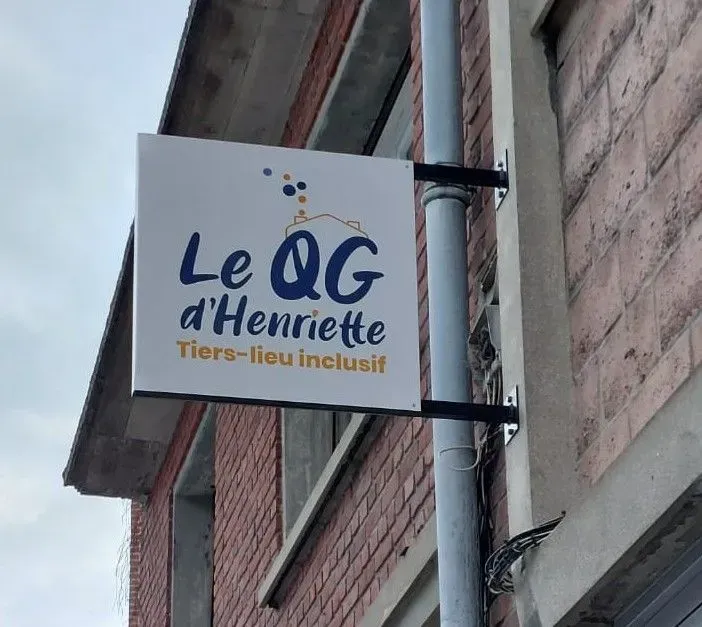 Le QG
d'Henriette
Tiers-lieu inclusif